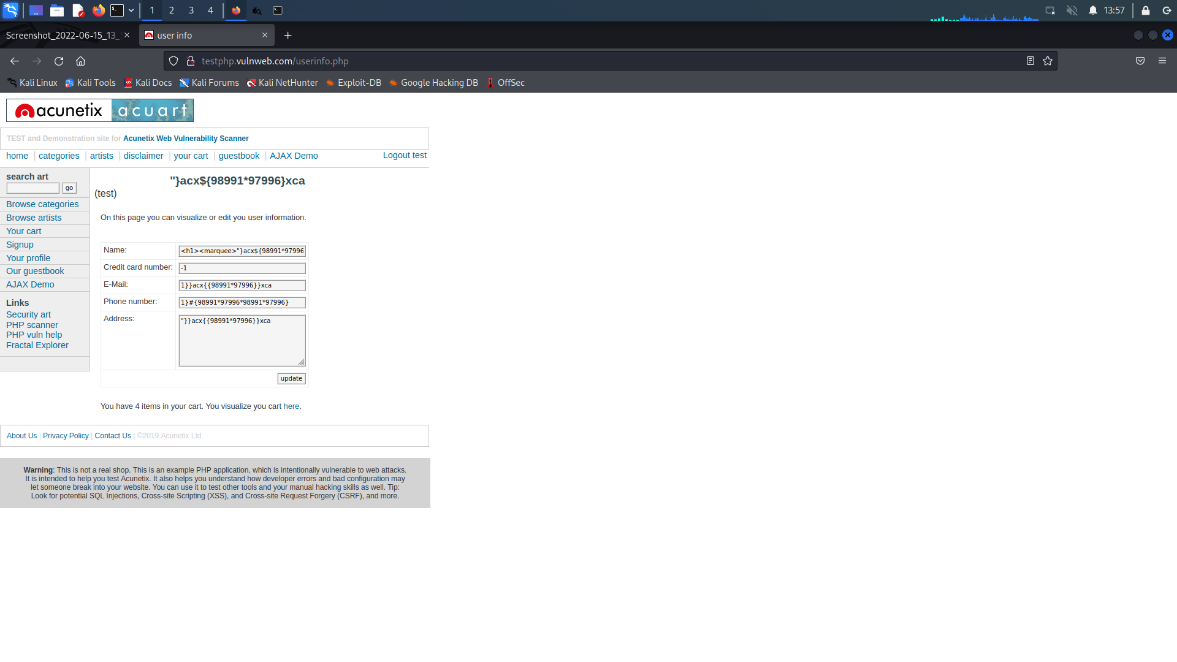 1 2 3 4 13:57
Screenshot_2022-06-15_13_ × user info × +
testphp.vulnweb.com/userinfo.php
Kali Linux Kali Tools Kali Docs Kali Forums Kali NetHunter Exploit-DB Google Hacking DB OffSec
acunetix acuart
TEST and Demonstration site for Acunetix Web Vulnerability Scanner
home | categories | artists | disclaimer | your cart | guestbook | AJAX Demo Logout test
search art
go
Browse categories
Browse artists
Your cart
Signup
Your profile
Our guestbook
AJAX Demo
Links
Security art
PHP scanner
PHP vuln help
Fractal Explorer
"}acx${98991*97996}xca
(test)
On this page you can visualize or edit you user information.
Name: <h1><marquee>"}acx${98991*97996
Credit card number: -1
E-Mail: 1}}acx{{98991*97996}}xca
Phone number: 1}#{98991*97996*98991*97996}
Address: "}}acx{{98991*97996}}xca
update
You have 4 items in your cart. You visualize you cart here.
About Us | Privacy Policy | Contact Us | ©2019 Acunetix Ltd
Warning: This is not a real shop. This is an example PHP application, which is intentionally vulnerable to web attacks.
It is intended to help you test Acunetix. It also helps you understand how developer errors and bad configuration may
let someone break into your website. You can use it to test other tools and your manual hacking skills as well. Tip:
Look for potential SQL Injections, Cross-site Scripting (XSS), and Cross-site Request Forgery (CSRF), and more.